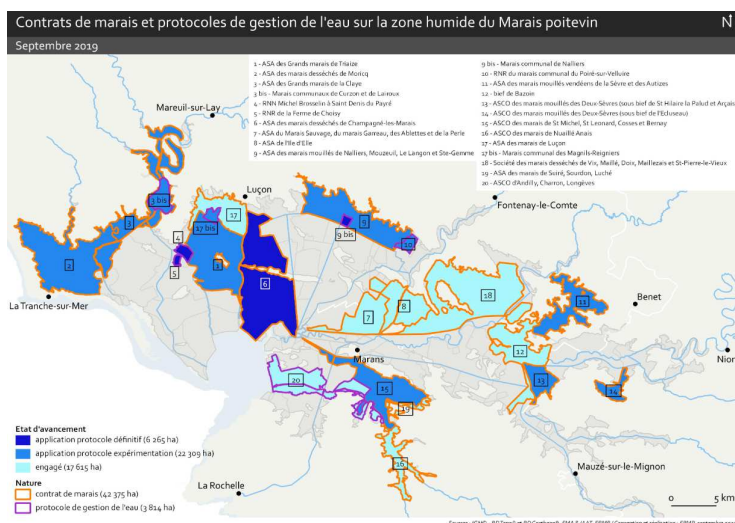 Contrats de marais et protocoles de gestion de l'eau sur la zone humide du Marais poitevin
N
Septembre 2019
1 - ASA des Grands marais de Triaize
2 - ASA des marais desséchés de Moricq
3 - ASA des Grands marais de la Claye
3 bis - Marais communaux de Curzon et de Lairoux
4 - RNN Michel Brosselin à Saint Denis du Payré
5 - RNR de la Ferme de Choisy
6 - ASA des marais desséchés de Champagné-les-Marais
7 - ASA du Marais Sauvage, du marais Garreau, des Ablettes et de la Perle
8 - ASA de l'Ile d'Elle
9 - ASA des marais mouillés de Nalliers, Mouzeuil, Le Langon et Ste-Gemme
9 bis - Marais communal de Nalliers
10 - RNR du marais communal du Poiré-sur-Velluire
11 - ASA des marais mouillés vendéens de la Sèvre et des Autizes
12 - bief de Bazoin
13 - ASCO des marais mouillés des Deux-Sèvres (sous bief de St Hilaire la Palud et Arçais)
14 - ASCO des marais mouillés des Deux-Sèvres (sous bief de l'Ecluseau)
15 - ASCO des marais de St Michel, St Leonard, Cosses et Bernay
16 - ASCO des marais de Nuaillé Anais
17 - ASA des marais de Luçon
17 bis - Marais communal des Magnils-Reigniers
18 - Société des marais desséchés de Vix, Maillé, Doix, Maillezais et St-Pierre-le-Vieux
19 - ASA des marais de Suiré, Sourdon, Luché
20 - ASCO d'Andilly, Charron, Longèves
Mareuil-sur-Lay
Luçon
Fontenay-le-Comte
3 bis
17
9
3
17 bis
9 bis
10
4
2
1
5
6
18
La Tranche-sur-Mer
Benet
11
7
8
12
Marans
Nior
20
15
13
14
19
16
Mauzé-sur-le-Mignon
La Rochelle
0 5 km
Etat d'avancement
application protocole définitif (6 265 ha)
application protocole expérimentation (22 309 ha)
engagé (17 615 ha)
Nature
contrat de marais (42 375 ha)
protocole de gestion de l'eau (3 814 ha)